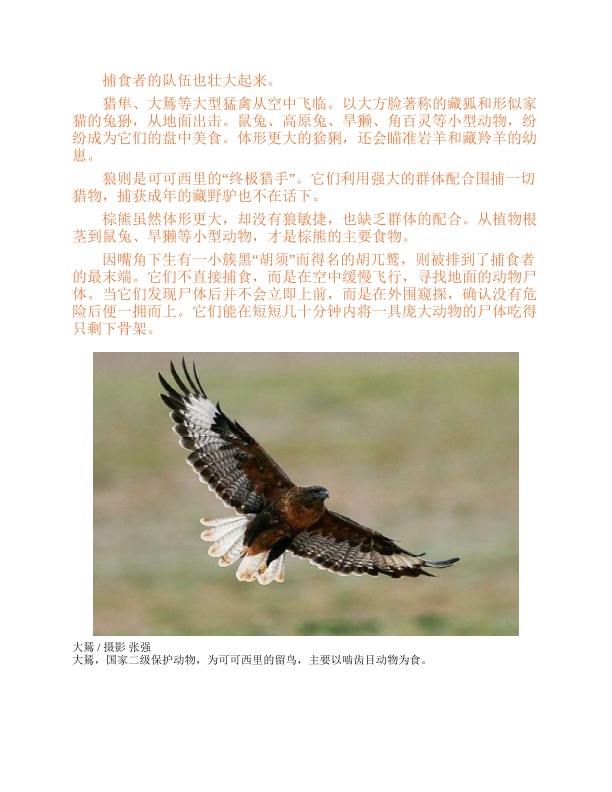 捕食者的队伍也壮大起来。
猎隼、大鵟等大型猛禽从空中飞临。以大方脸著称的藏狐和形似家
猫的兔狲，从地面出击。鼠兔、高原兔、旱獭、角百灵等小型动物，纷
纷成为它们的盘中美食。体形更大的猞猁，还会瞄准岩羊和藏羚羊的幼
崽。
狼则是可可西里的“终极猎手”。它们利用强大的群体配合围捕一切
猎物，捕获成年的藏野驴也不在话下。
棕熊虽然体形更大，却没有狼敏捷，也缺乏群体的配合。从植物根
茎到鼠兔、旱獭等小型动物，才是棕熊的主要食物。
因嘴角下生有一小簇黑“胡须”而得名的胡兀鹫，则被排到了捕食者
的最末端。它们不直接捕食，而是在空中缓慢飞行，寻找地面的动物尸
体。当它们发现尸体后并不会立即上前，而是在外围窥探，确认没有危
险后便一拥而上。它们能在短短几十分钟内将一具庞大动物的尸体吃得
只剩下骨架。
大鵟 / 摄影 张强
大鵟，国家二级保护动物，为可可西里的留鸟，主要以啮齿目动物为食。